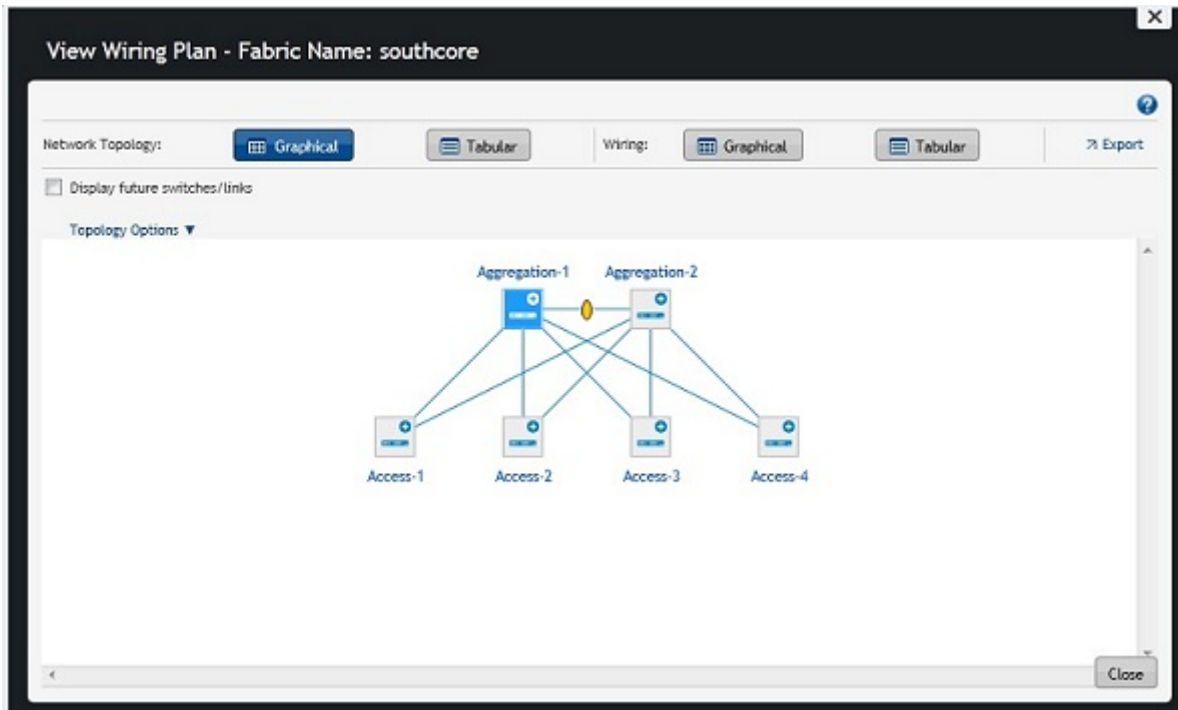 View Wiring Plan - Fabric Name: southcore
Network Topology: Graphical Tabular Wiring: Graphical Tabular Export
Display future switches/links
Topology Options ▼
Aggregation-1 Aggregation-2
Access-1 Access-2 Access-3 Access-4
Close